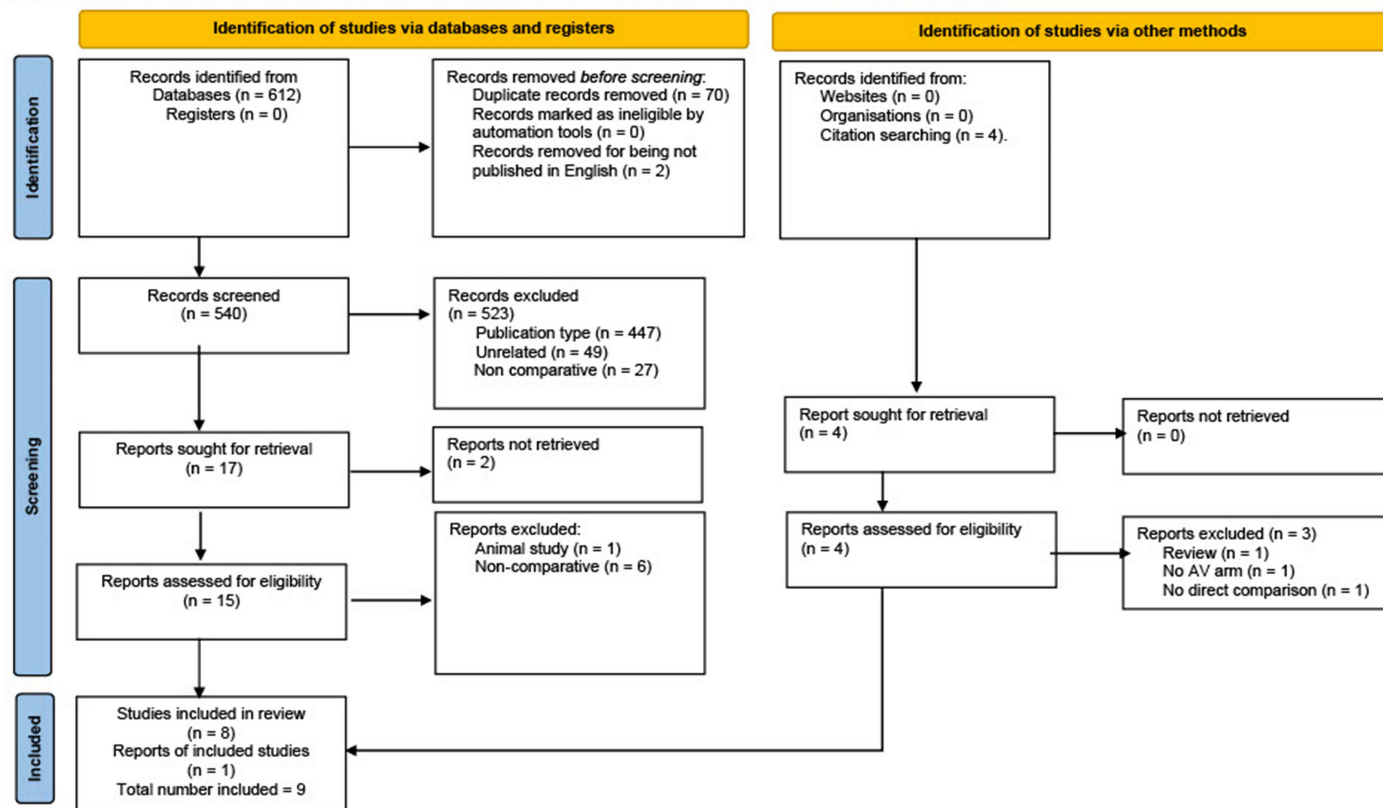 Identification of studies via databases and registers
Identification of studies via other methods
Identification
Records identified from
Databases (n = 612)
Registers (n = 0)
Records removed before screening:
Duplicate records removed (n = 70)
Records marked as ineligible by
automation tools (n = 0)
Records removed for being not
published in English (n = 2)
Records identified from:
Websites (n = 0)
Organisations (n = 0)
Citation searching (n = 4).
Screening
Records screened
(n = 540)
Records excluded
(n = 523)
Publication type (n = 447)
Unrelated (n = 49)
Non comparative (n = 27)
Reports sought for retrieval
(n = 17)
Reports not retrieved
(n = 2)
Report sought for retrieval
(n = 4)
Reports not retrieved
(n = 0)
Reports assessed for eligibility
(n = 15)
Reports excluded:
Animal study (n = 1)
Non-comparative (n = 6)
Reports assessed for eligibility
(n = 4)
Reports excluded (n = 3)
Review (n = 1)
No AV arm (n = 1)
No direct comparison (n = 1)
Included
Studies included in review
(n = 8)
Reports of included studies
(n = 1)
Total number included = 9